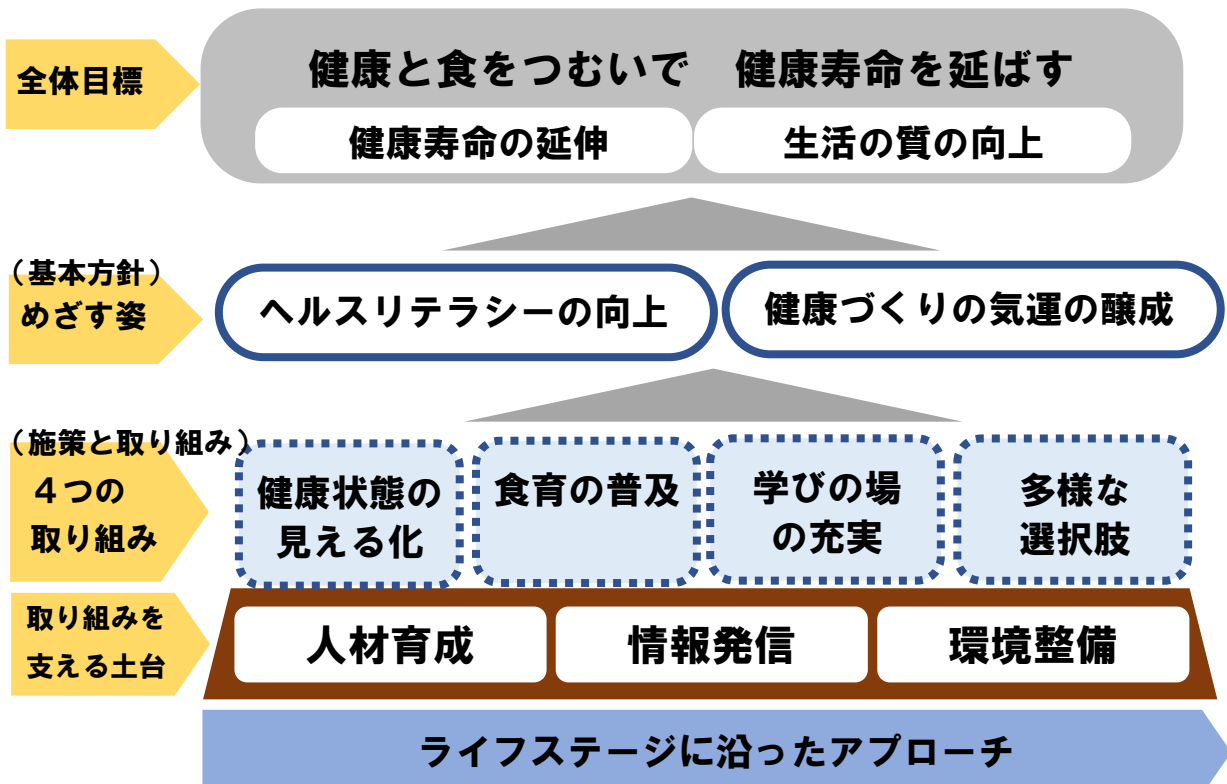 全体目標
健康と食をつむいで　健康寿命を延ばす
健康寿命の延伸
生活の質の向上
（基本方針）
めざす姿
ヘルスリテラシーの向上
健康づくりの気運の醸成
（施策と取り組み）
４つの
取り組み
健康状態の
見える化
食育の普及
学びの場
の充実
多様な
選択肢
取り組みを
支える土台
人材育成
情報発信
環境整備
ライフステージに沿ったアプローチ